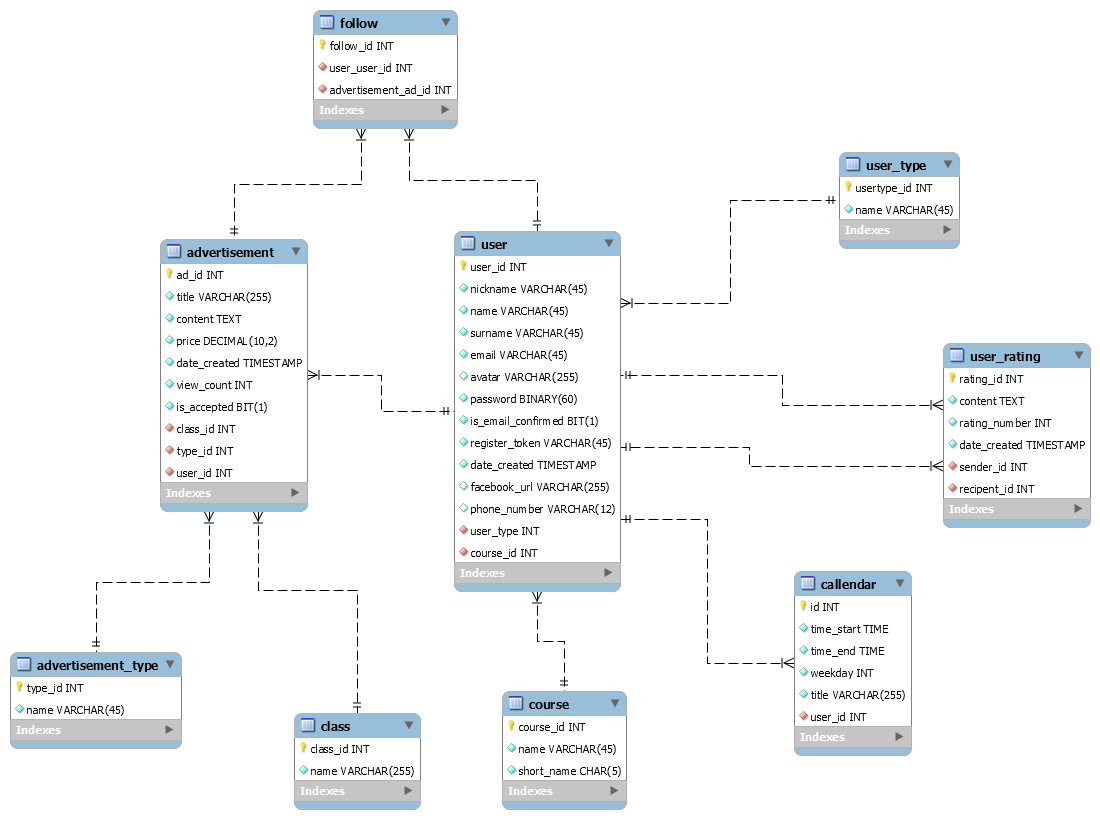 follow
follow_id INT
user_user_id INT
advertisement_ad_id INT
Indexes
user_type
usertype_id INT
name VARCHAR(45)
Indexes
advertisement
ad_id INT
title VARCHAR(255)
content TEXT
price DECIMAL(10,2)
date_created TIMESTAMP
view_count INT
is_accepted BIT(1)
class_id INT
type_id INT
user_id INT
Indexes
user
user_id INT
nickname VARCHAR(45)
name VARCHAR(45)
surname VARCHAR(45)
email VARCHAR(45)
avatar VARCHAR(255)
password BINARY(60)
is_email_confirmed BIT(1)
register_token VARCHAR(45)
date_created TIMESTAMP
facebook_url VARCHAR(255)
phone_number VARCHAR(12)
user_type INT
course_id INT
Indexes
user_rating
rating_id INT
content TEXT
rating_number INT
date_created TIMESTAMP
sender_id INT
recipent_id INT
Indexes
callendar
id INT
time_start TIME
time_end TIME
weekday INT
title VARCHAR(255)
user_id INT
Indexes
advertisement_type
type_id INT
name VARCHAR(45)
Indexes
class
class_id INT
name VARCHAR(255)
Indexes
course
course_id INT
name VARCHAR(45)
short_name CHAR(5)
Indexes